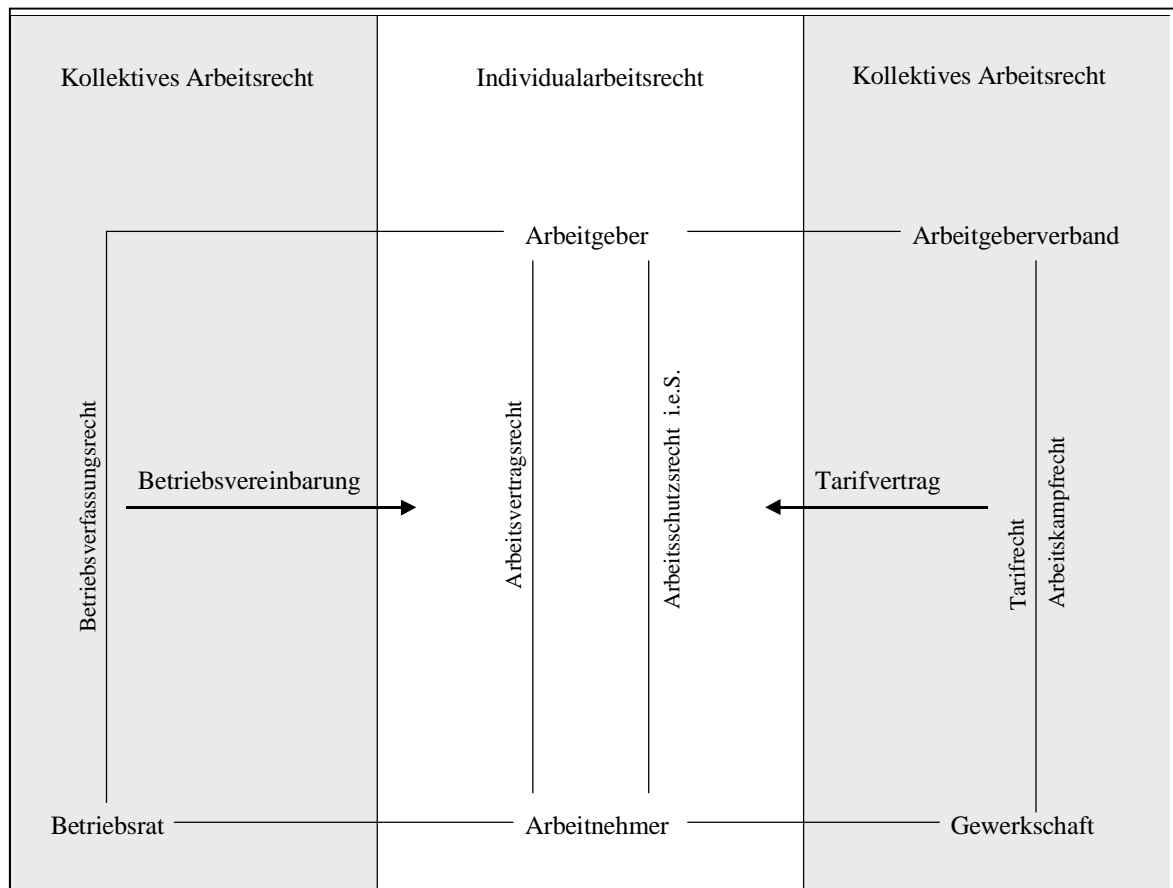 Kollektives Arbeitsrecht
Individualarbeitsrecht
Kollektives Arbeitsrecht
Arbeitgeber
Arbeitgeberverband
Betriebsverfassungsrecht
Betriebsvereinbarung
Arbeitsvertragsrecht
Arbeitsschutzsrecht i.e.S.
Tarifvertrag
Tarifrecht
Arbeitskampfrecht
Betriebsrat
Arbeitnehmer
Gewerkschaft